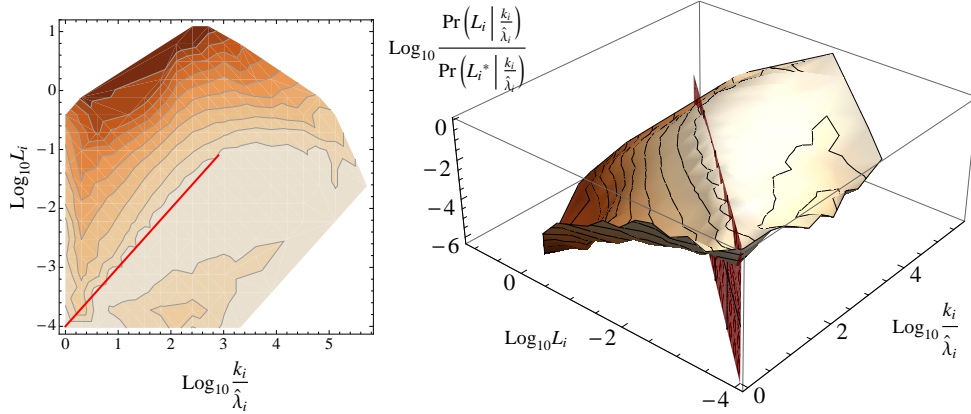 Log₁₀ Lᵢ
1
0
−1
−2
−3
−4
0 1 2 3 4 5
Log₁₀ kᵢ / λ̂ᵢ
Log₁₀ Pr(Lᵢ | kᵢ / λ̂ᵢ) / Pr(Lᵢ* | kᵢ / λ̂ᵢ)
0
−2
−4
−6
0
−2
−4
Log₁₀ Lᵢ
0
2
4
Log₁₀ kᵢ / λ̂ᵢ